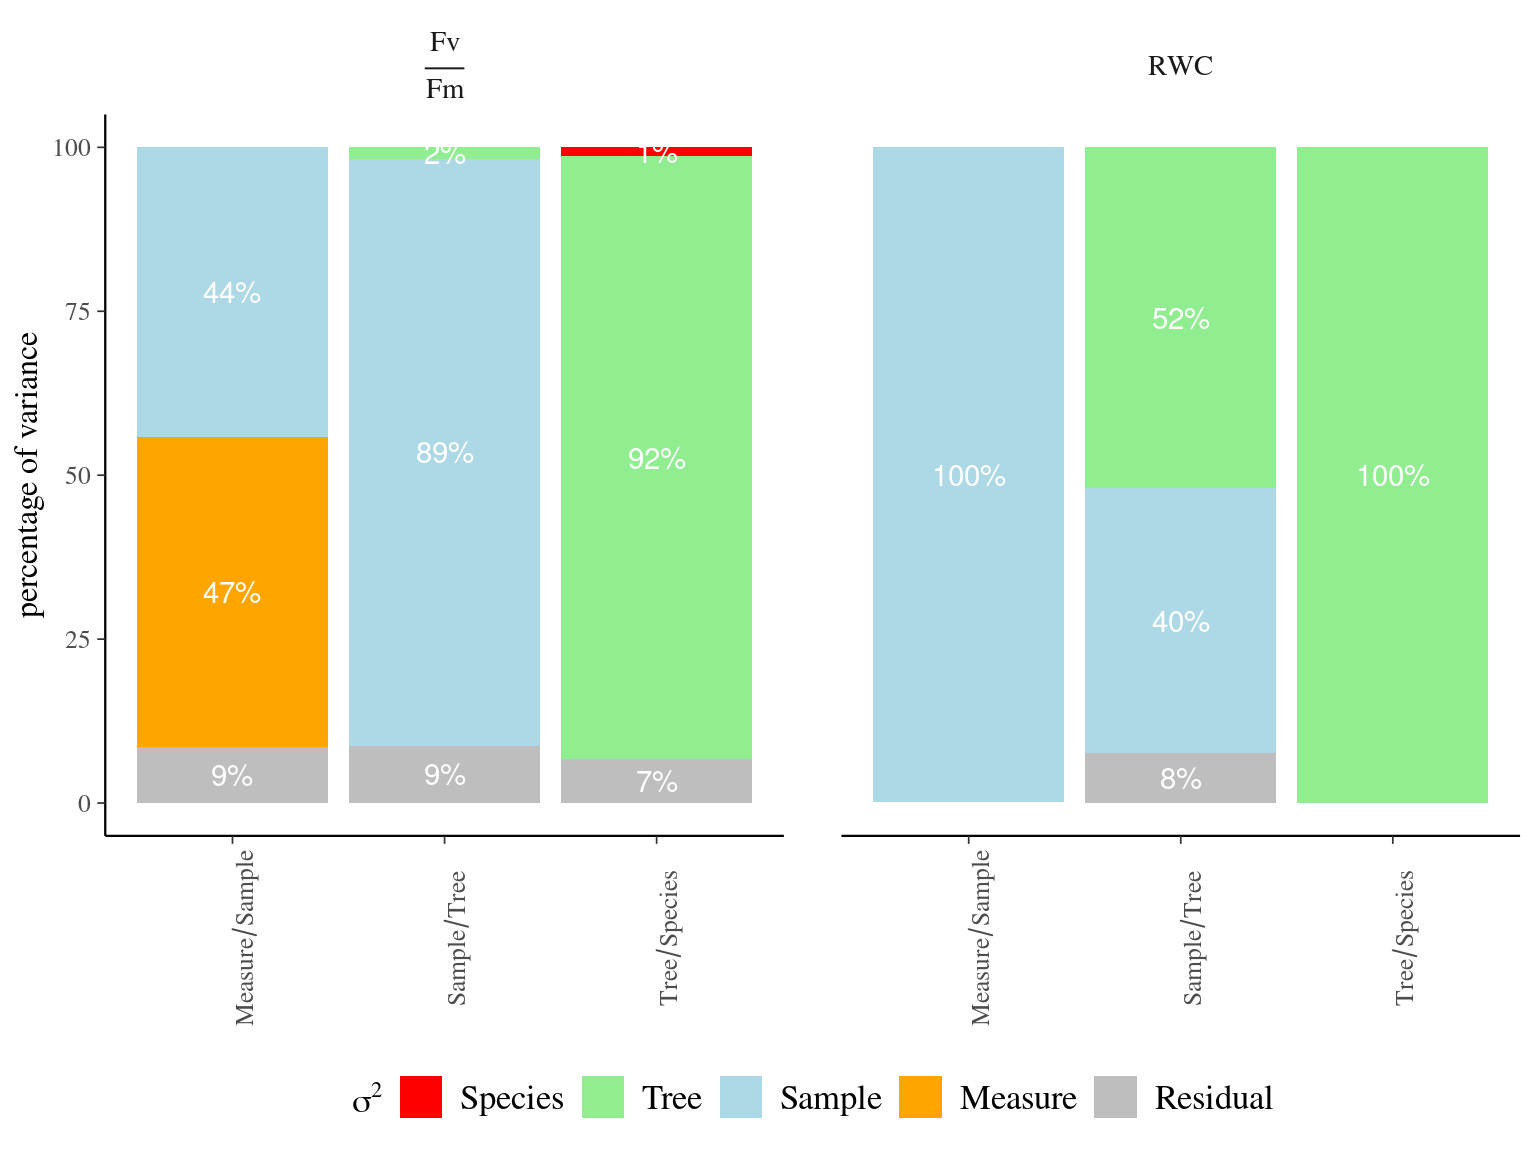 Fv
Fm
RWC
percentage of variance
100
75
50
25
0
44%
47%
9%
2%
89%
9%
1%
92%
7%
100%
52%
40%
8%
100%
Measure/Sample
Sample/Tree
Tree/Species
Measure/Sample
Sample/Tree
Tree/Species
σ² Species Tree Sample Measure Residual